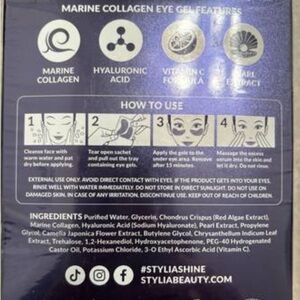 MARINE COLLAGEN EYE GEL FEATURES
MARINE COLLAGEN
HYALURONIC ACID
VITAMIN C FORMULA
PEARL EXTRACT
HOW TO USE
1
Cleanse face with
warm water and pat
dry before applying.
2
Tear open sachet
and pull out the tray
containing eye gels.
3
Apply the gels to the
under eye area. Remove
after 15 minutes.
4
Massage the excess
serum into the skin and
let it dry. Do not rinse.
EXTERNAL USE ONLY. AVOID DIRECT CONTACT WITH EYES. IF THE PRODUCT GETS INTO YOUR EYES,
RINSE WELL WITH WATER IMMEDIATELY. DO NOT STORE IN DIRECT SUNLIGHT. DO NOT USE ON
DAMAGED SKIN. IN CASE OF ANY IRRITATION, DISCONTINUE USE. KEEP OUT OF REACH OF CHILDREN.
INGREDIENTS Purified Water, Glycerin, Chondrus Crispus (Red Algae Extract),
Marine Collagen, Hyaluronic Acid (Sodium Hyaluronate), Pearl Extract, Propylene
Glycol, Camellia Japonica Flower Extract, Butylene Glycol, Chrysanthellum Indicum Leaf
Extract, Trehalose, 1,2-Hexanediol, Hydroxyacetophenone, PEG-40 Hydrogenated
Castor Oil, Potassium Chloride, 3-O Ethyl Ascorbic Acid (Vitamin C).
#STYLIASHINE
STYLIABEAUTY.COM